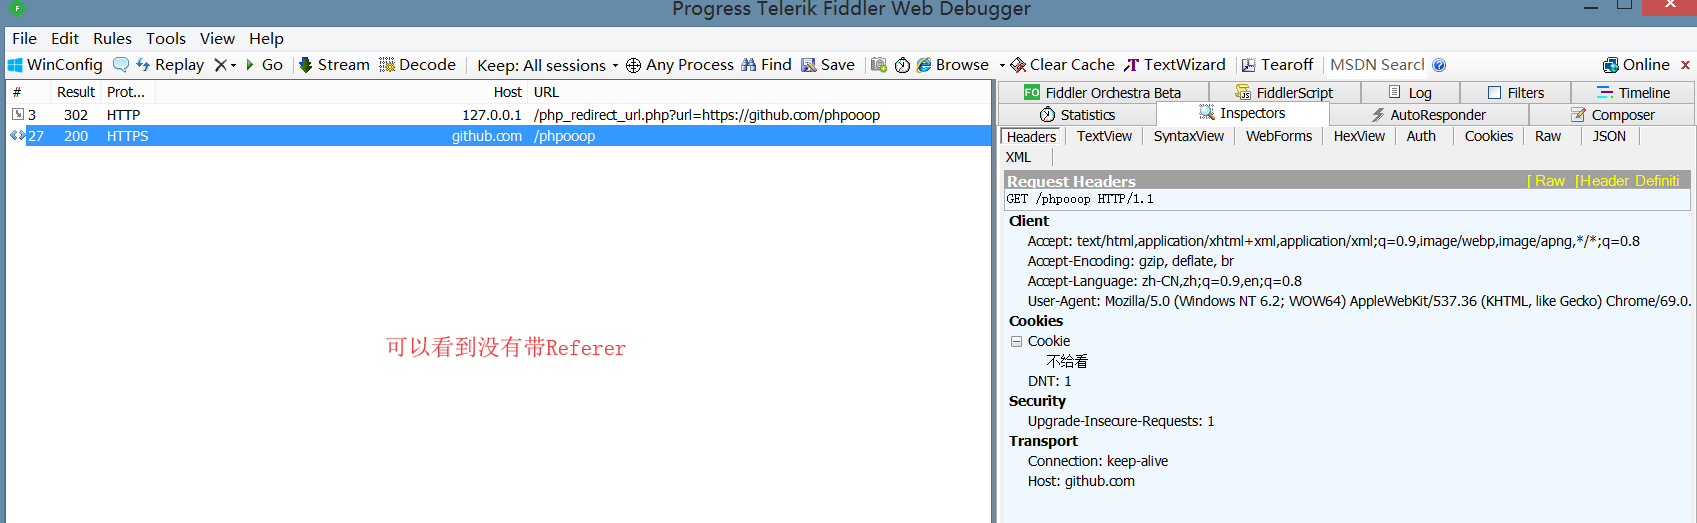 Progress Telerik Fiddler Web Debugger
File Edit Rules Tools View Help
WinConfig Replay Go Stream Decode Keep: All sessions Any Process Find Save Browse Clear Cache TextWizard Tearoff MSDN Search Online
# Result Prot... Host URL
3 302 HTTP 127.0.0.1 /php_redirect_url.php?url=https://github.com/phpooop
27 200 HTTPS github.com /phpooop
可以看到没有带Referer
FO Fiddler Orchestra Beta FiddlerScript Log Filters Timeline
Statistics Inspectors AutoResponder Composer
Headers TextView SyntaxView WebForms HexView Auth Cookies Raw JSON
XML
Request Headers [ Raw [Header Definiti
GET /phpooop HTTP/1.1
Client
Accept: text/html,application/xhtml+xml,application/xml;q=0.9,image/webp,image/apng,*/*;q=0.8
Accept-Encoding: gzip, deflate, br
Accept-Language: zh-CN,zh;q=0.9,en;q=0.8
User-Agent: Mozilla/5.0 (Windows NT 6.2; WOW64) AppleWebKit/537.36 (KHTML, like Gecko) Chrome/69.0.
Cookies
Cookie
不给看
DNT: 1
Security
Upgrade-Insecure-Requests: 1
Transport
Connection: keep-alive
Host: github.com